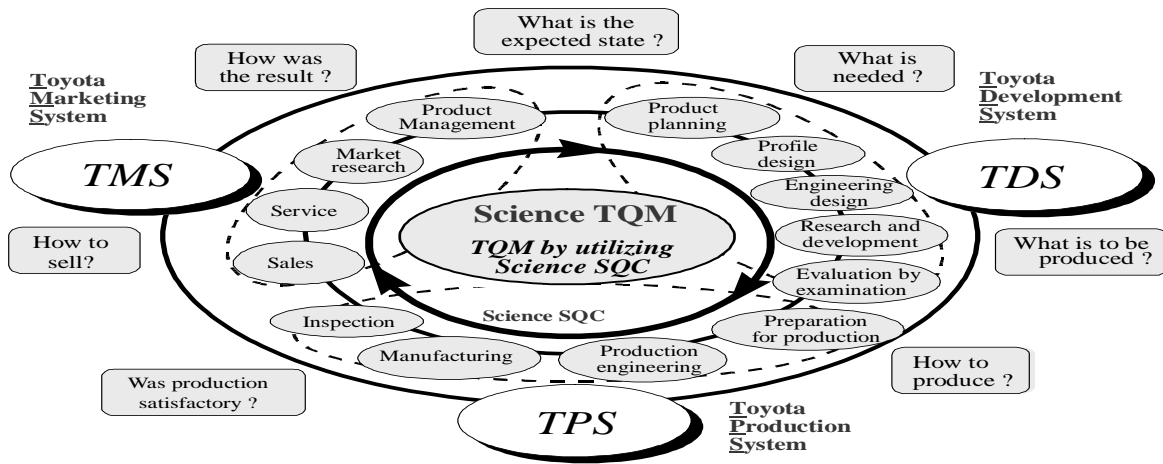 What is the
expected state ?
How was
the result ?
What is
needed ?
Toyota
Marketing
System
Toyota
Development
System
Product
Management
Product
planning
Market
research
Profile
design
TMS
TDS
Engineering
design
Service
Science TQM
TQM by utilizing
Science SQC
Research and
development
How to
sell?
What is to be
produced ?
Sales
Evaluation by
examination
Inspection
Science SQC
Preparation
for production
Manufacturing
Production
engineering
How to
produce ?
Was production
satisfactory ?
TPS
Toyota
Production
System